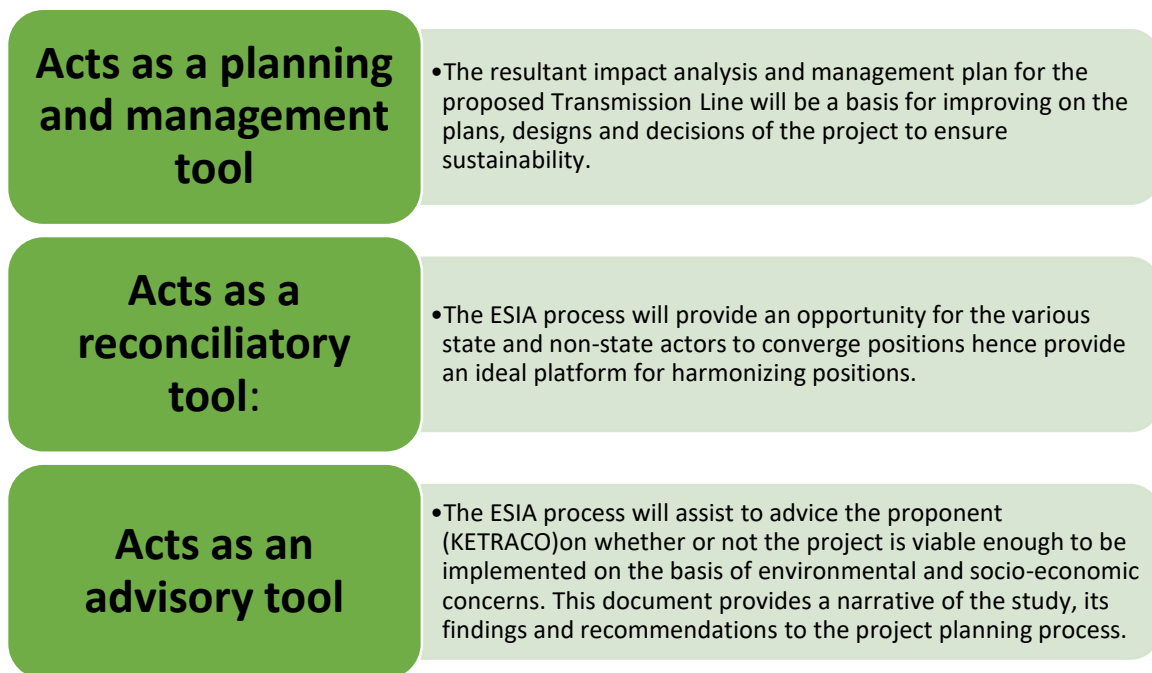 Acts as a planning
and management
tool
•The resultant impact analysis and management plan for the
proposed Transmission Line will be a basis for improving on the
plans, designs and decisions of the project to ensure
sustainability.
Acts as a
reconciliatory
tool:
•The ESIA process will provide an opportunity for the various
state and non-state actors to converge positions hence provide
an ideal platform for harmonizing positions.
Acts as an
advisory tool
•The ESIA process will assist to advice the proponent
(KETRACO)on whether or not the project is viable enough to be
implemented on the basis of environmental and socio-economic
concerns. This document provides a narrative of the study, its
findings and recommendations to the project planning process.